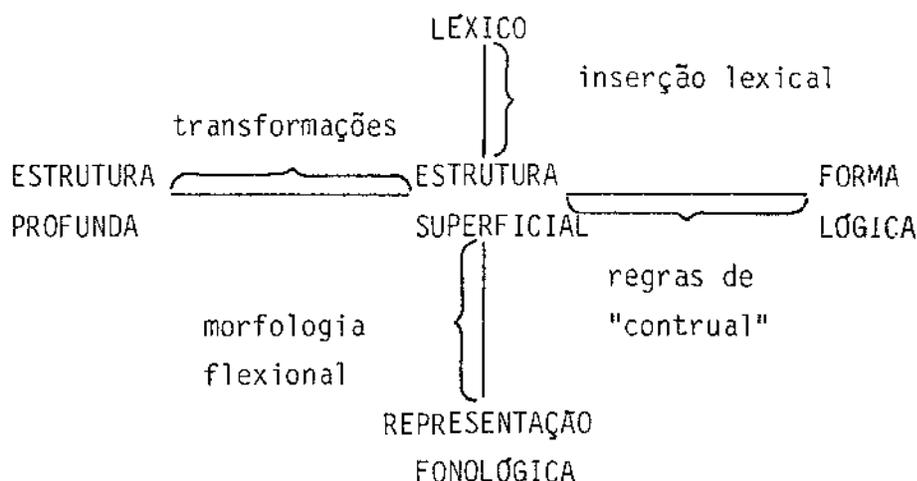 LÉXICO
inserção lexical
transformações
ESTRUTURA ESTRUTURA FORMA
PROFUNDA SUPERFICIAL LÓGICA
regras de
morfologia "contrual"
flexional
REPRESENTAÇÃO
FONOLÓGICA